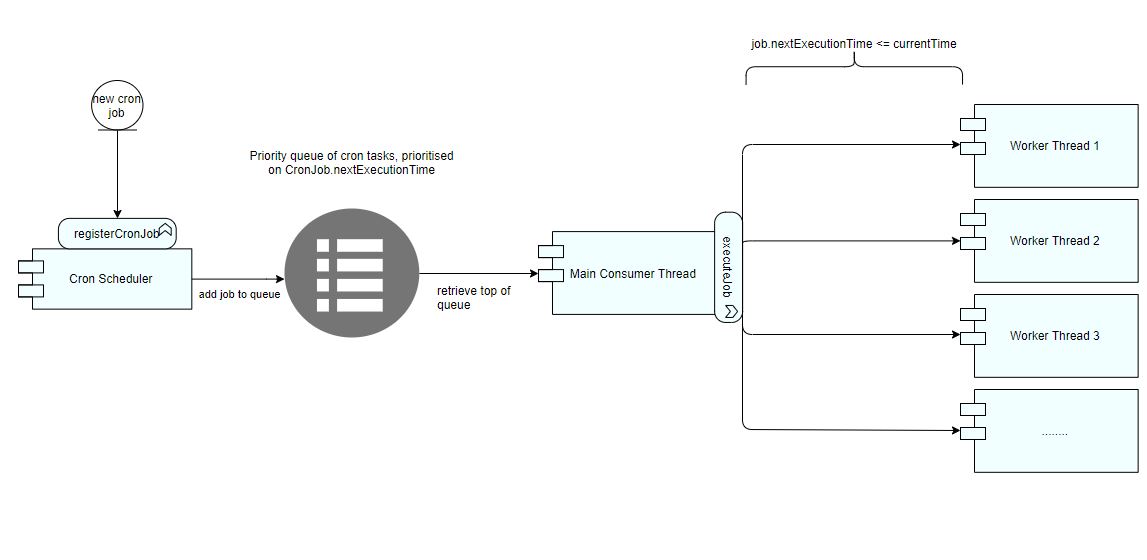 job.nextExecutionTime <= currentTime
new cron
job
Priority queue of cron tasks, prioritised
on CronJob.nextExecutionTime
registerCronJob
Cron Scheduler
add job to queue
retrieve top of
queue
Main Consumer Thread
executeJob
Worker Thread 1
Worker Thread 2
Worker Thread 3
........